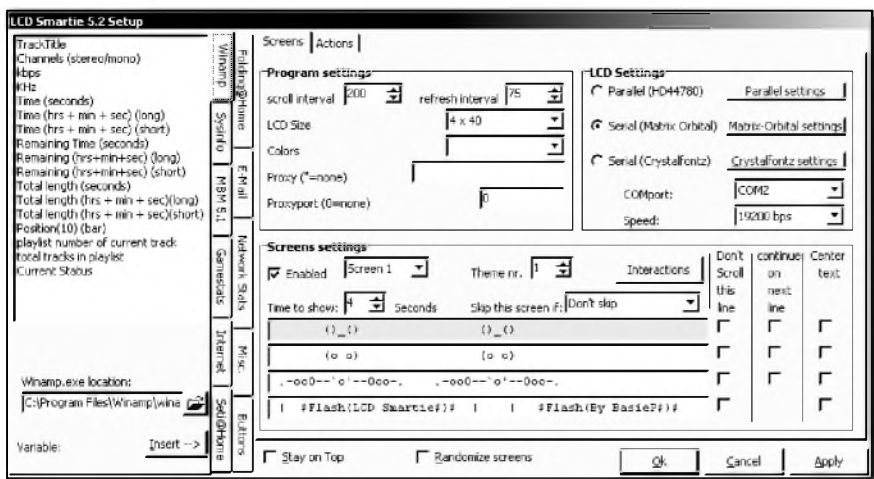 LCD Smartie 5.2 Setup
TrackTitle
Channels (stereo/mono)
kbps
KHz
Time (seconds)
Time (hrs + min + sec) (long)
Time (hrs + min + sec) (short)
Remaining Time (seconds)
Remaining (hrs+min+sec) (long)
Remaining (hrs+min+sec) (short)
Total length (seconds)
Total length (hrs + min + sec)(long)
Total length (hrs + min + sec)(short)
Position(10) (bar)
playlist number of current track
total tracks in playlist
Current Status
Winamp.exe location:
C:\Program Files\Winamp\wina
Variable:
Insert -->
Winamp
Sysinfo
MBM 5.1
Gamestats
Internet
Seti@Home
Folding@Home
E-Mail
Network Stats
Misc.
Buttons
Screens
Actions
Program settings
scroll interval 200
refresh interval 75
LCD Size
4 x 40
Colors
Proxy (''=none)
Proxyport (0=none)
0
LCD Settings
Parallel (HD44780)
Parallel settings
Serial (Matrix Orbital)
Matrix-Orbital settings
Serial (Crystalfontz)
Crystalfontz settings
COMport:
COM2
Speed:
19200 bps
Screens settings
Enabled
Screen 1
Theme nr. 1
Interactions
Time to show: 4 Seconds
Skip this screen if: Don't skip
Don't
Scroll
this
line
continue
on
next
line
Center
text
()_() ()_()
(o o) (o o)
.-oo0--`o'--0oo-. .-oo0--`o'--0oo-.
| $Flash(LCD Smartie$)$ | | $Flash(By BasieP$)$
Stay on Top
Randomize screens
Ok
Cancel
Apply